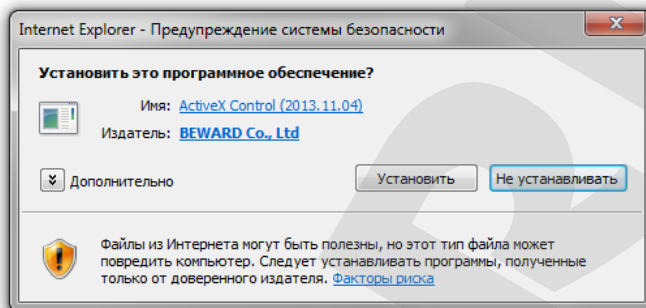 Internet Explorer - Предупреждение системы безопасности
Установить это программное обеспечение?
Имя: ActiveX Control (2013.11.04)
Издатель: BEWARD Co., Ltd
Дополнительно
Установить
Не устанавливать
Файлы из Интернета могут быть полезны, но этот тип файла может
повредить компьютер. Следует устанавливать программы, полученные
только от доверенного издателя. Факторы риска